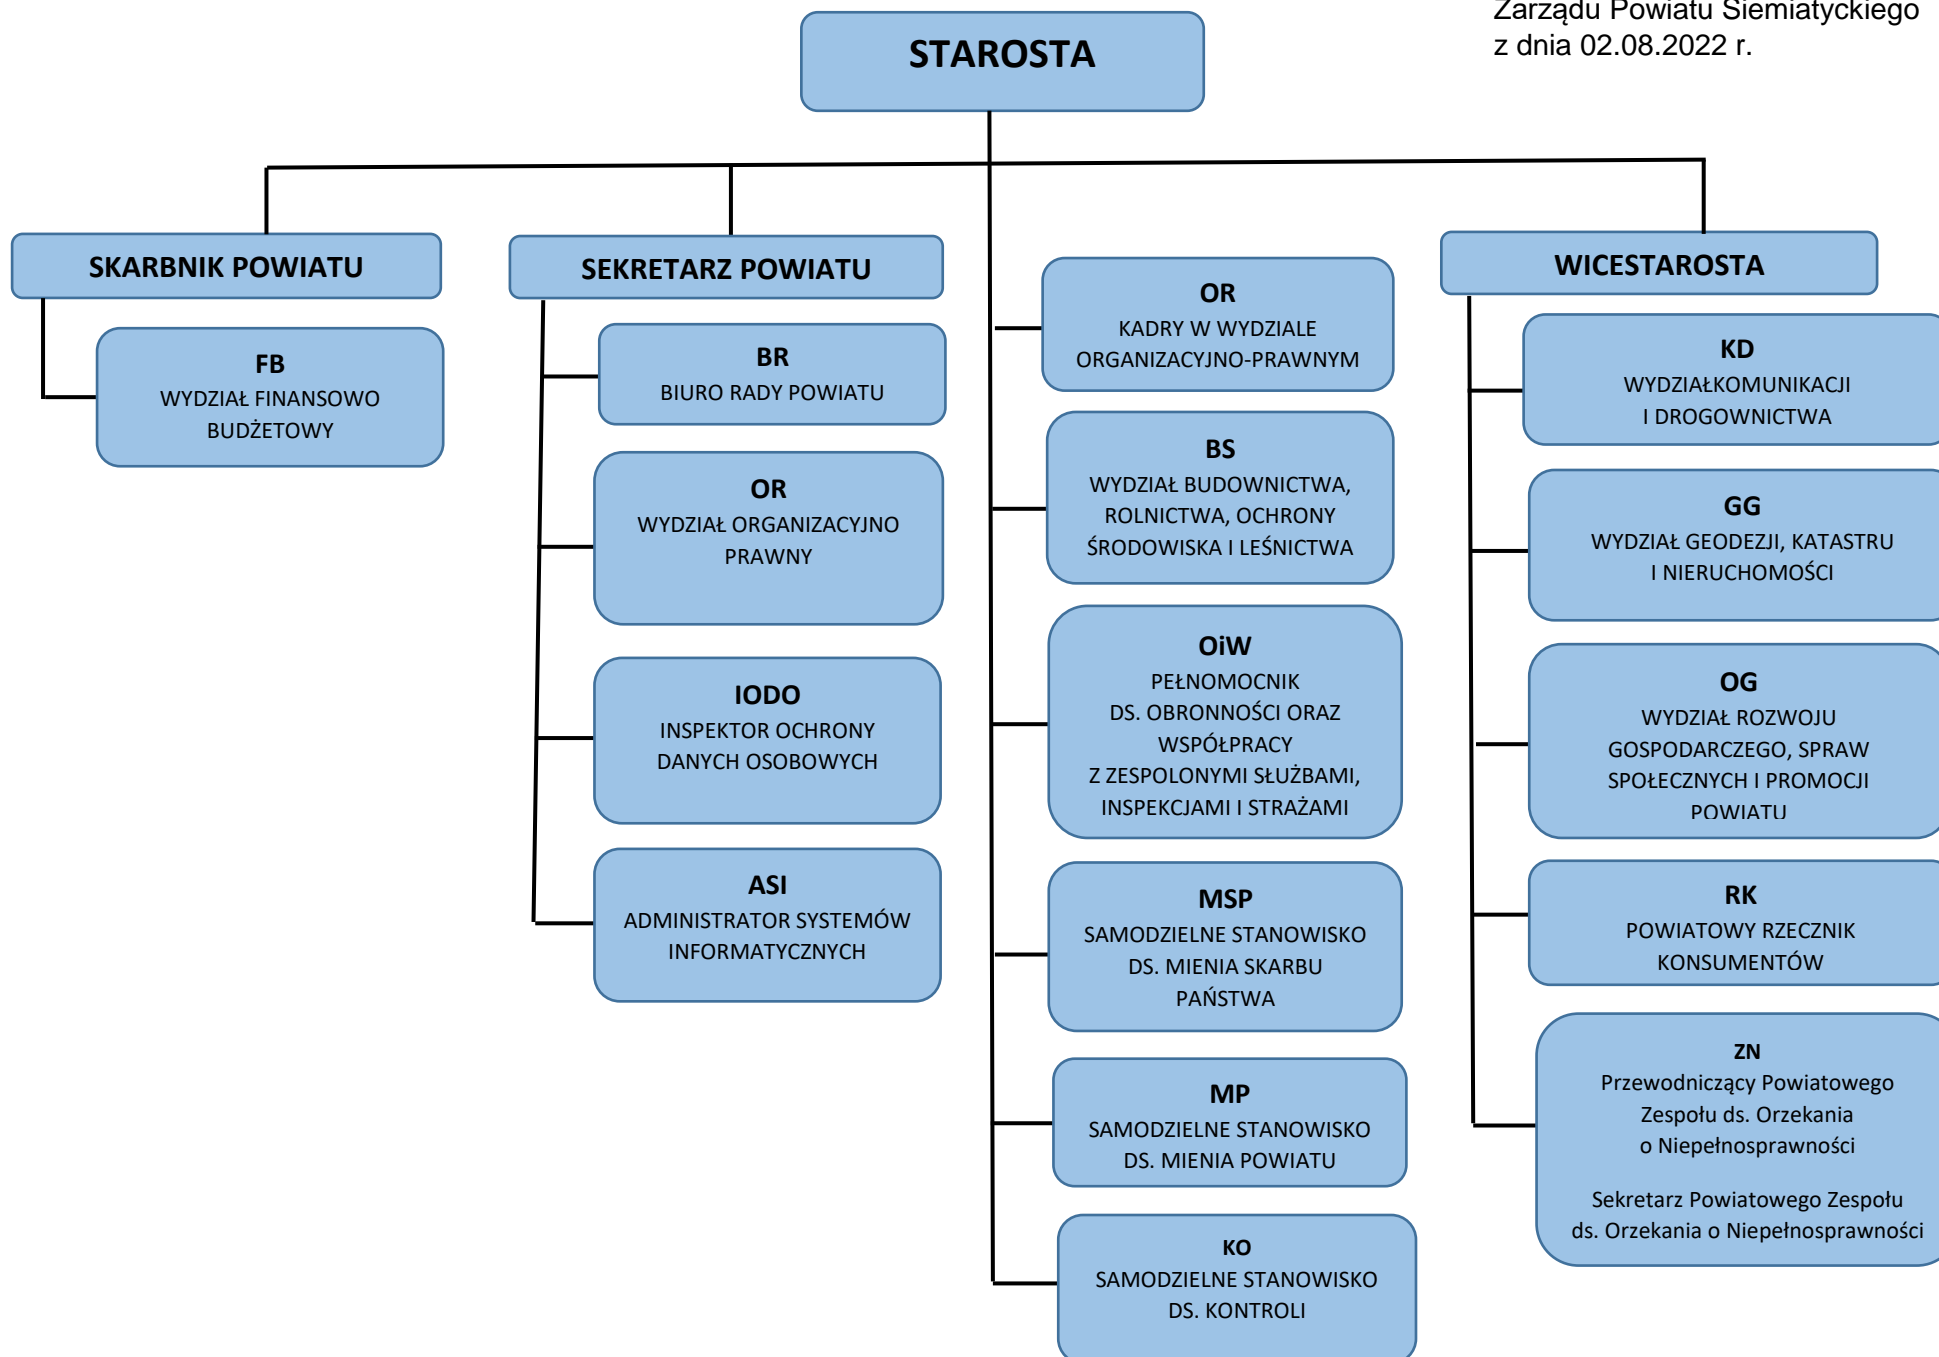 Zarządu Powiatu Siemiatyckiego
z dnia 02.08.2022 r.
STAROSTA
SKARBNIK POWIATU
FB
WYDZIAŁ FINANSOWO
BUDŻETOWY
SEKRETARZ POWIATU
BR
BIURO RADY POWIATU
OR
WYDZIAŁ ORGANIZACYJNO
PRAWNY
IODO
INSPEKTOR OCHRONY
DANYCH OSOBOWYCH
ASI
ADMINISTRATOR SYSTEMÓW
INFORMATYCZNYCH
OR
KADRY W WYDZIALE
ORGANIZACYJNO-PRAWNYM
BS
WYDZIAŁ BUDOWNICTWA,
ROLNICTWA, OCHRONY
ŚRODOWISKA I LEŚNICTWA
OiW
PEŁNOMOCNIK
DS. OBRONNOŚCI ORAZ
WSPÓŁPRACY
Z ZESPOLONYMI SŁUŻBAMI,
INSPEKCJAMI I STRAŻAMI
MSP
SAMODZIELNE STANOWISKO
DS. MIENIA SKARBU
PAŃSTWA
MP
SAMODZIELNE STANOWISKO
DS. MIENIA POWIATU
KO
SAMODZIELNE STANOWISKO
DS. KONTROLI
WICESTAROSTA
KD
WYDZIAŁKOMUNIKACJI
I DROGOWNICTWA
GG
WYDZIAŁ GEODEZJI, KATASTRU
I NIERUCHOMOŚCI
OG
WYDZIAŁ ROZWOJU
GOSPODARCZEGO, SPRAW
SPOŁECZNYCH I PROMOCJI
POWIATU
RK
POWIATOWY RZECZNIK
KONSUMENTÓW
ZN
Przewodniczący Powiatowego
Zespołu ds. Orzekania
o Niepełnosprawności
Sekretarz Powiatowego Zespołu
ds. Orzekania o Niepełnosprawności